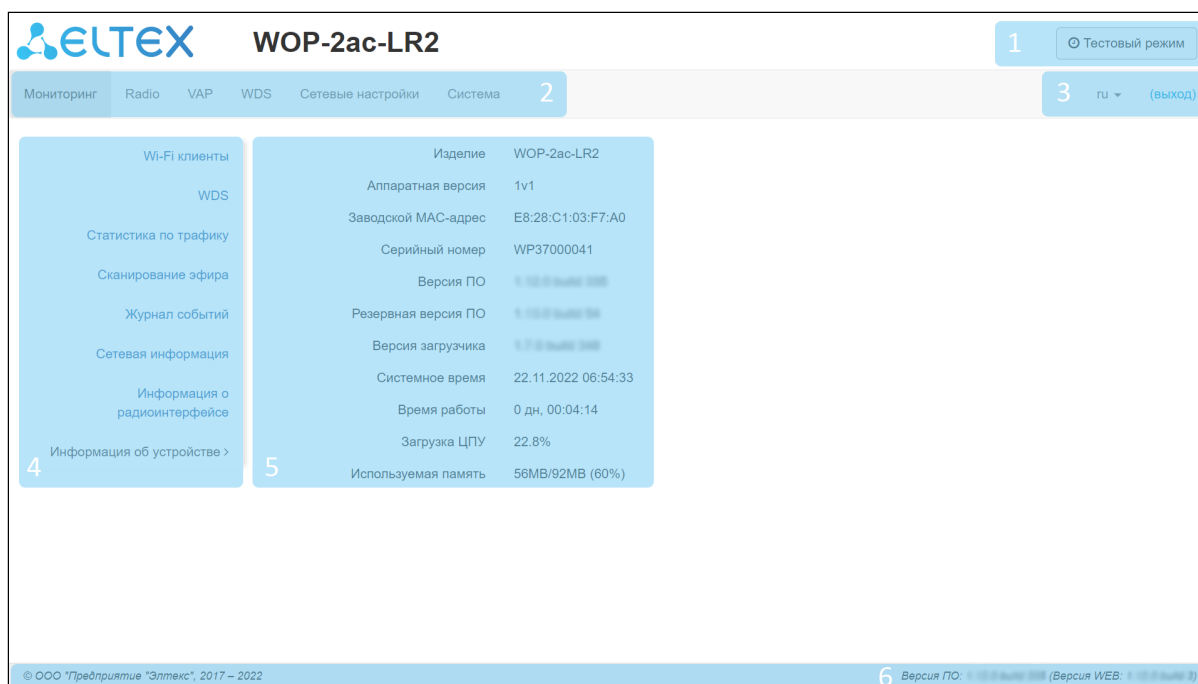 ELTEX WOP-2ac-LR2
1 Тестовый режим
Мониторинг Radio VAP WDS Сетевые настройки Система 2 3 ru (выход)
Wi-Fi клиенты
WDS
Статистика по трафику
Сканирование эфира
Журнал событий
Сетевая информация
Информация о
радиоинтерфейсе
Информация об устройстве >
4
Изделие WOP-2ac-LR2
Аппаратная версия 1v1
Заводской MAC-адрес E8:28:C1:03:F7:A0
Серийный номер WP37000041
Версия ПО
Резервная версия ПО
Версия загрузчика
Системное время 22.11.2022 06:54:33
Время работы 0 дн, 00:04:14
Загрузка ЦПУ 22.8%
Используемая память 56MB/92MB (60%)
5
© ООО "Предприятие "Элтекс", 2017 – 2022
6 Версия ПО: (Версия WEB: